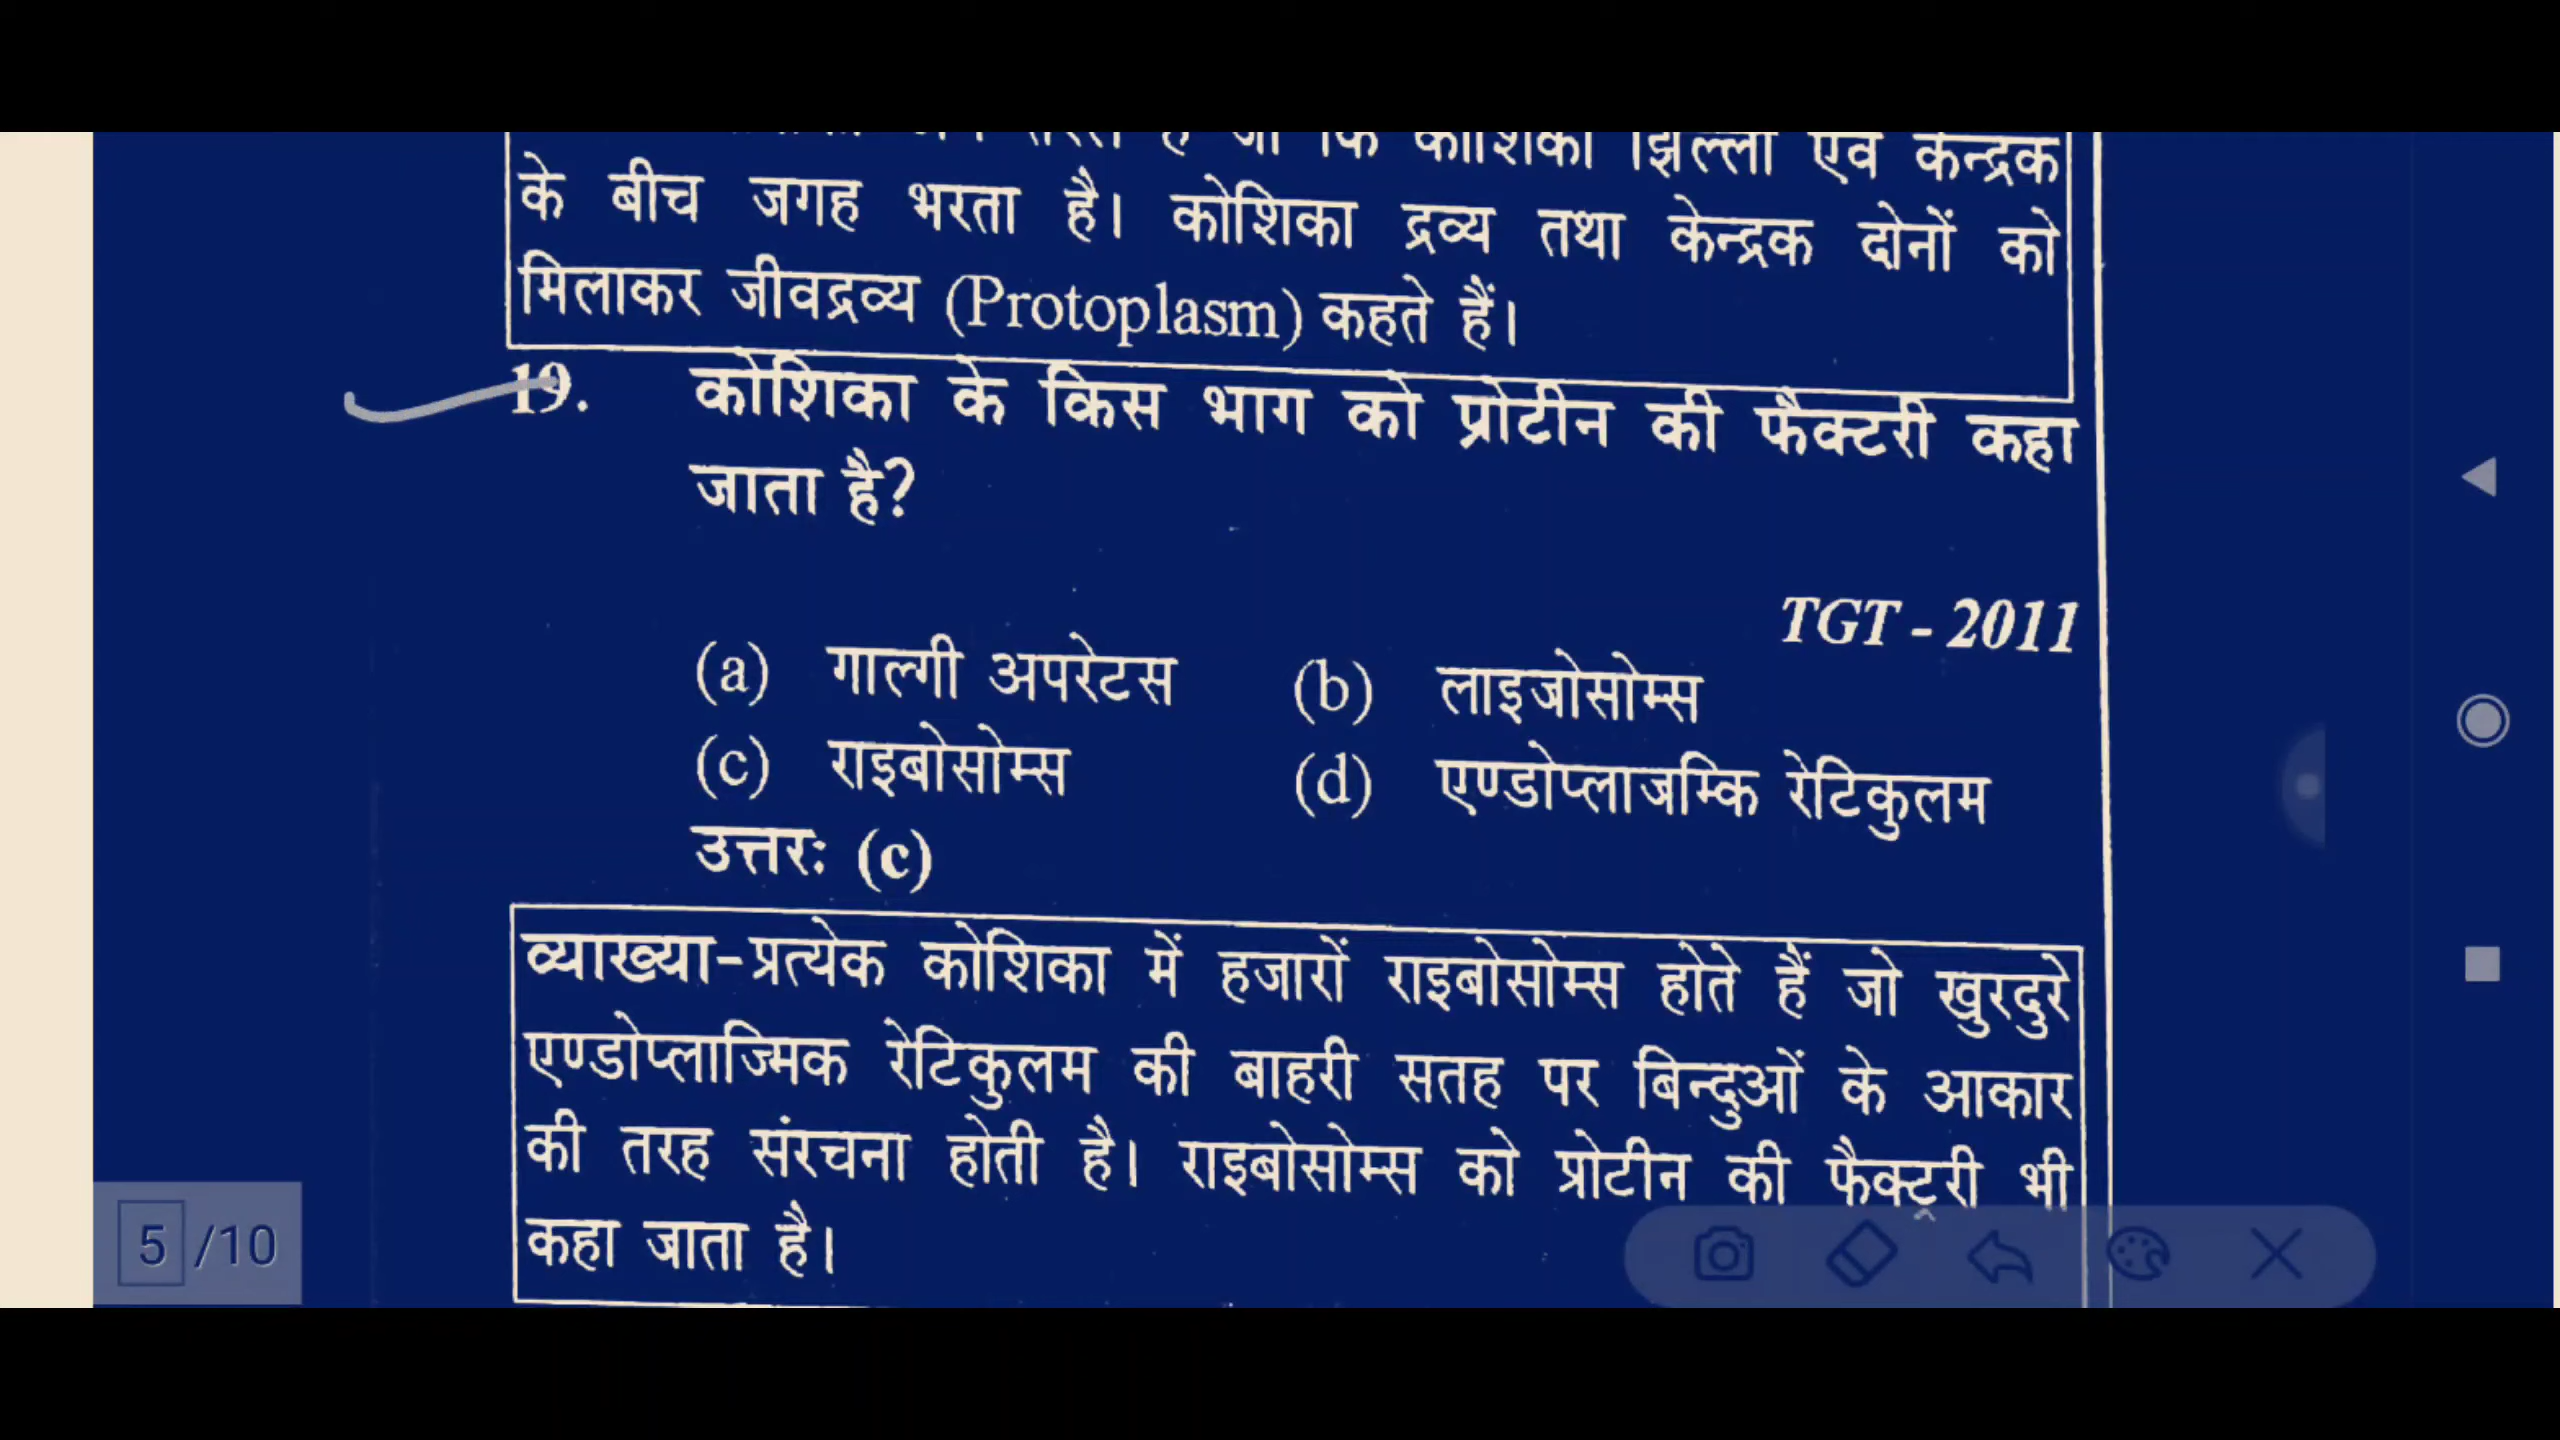 कि कोशिका झिल्ली एवं केन्द्रक
के बीच जगह भरता है। कोशिका द्रव्य तथा केन्द्रक दोनों को
मिलाकर जीवद्रव्य (Protoplasm) कहते हैं।
19. कोशिका के किस भाग को प्रोटीन की फैक्टरी कहा
जाता है?
TGT - 2011
(a) गाल्गी अपरेटस (b) लाइजोसोम्स
(c) राइबोसोम्स (d) एण्डोप्लाजम्कि रेटिकुलम
उत्तरः (c)
व्याख्या-प्रत्येक कोशिका में हजारों राइबोसोम्स होते हैं जो खुरदुरे
एण्डोप्लाज्मिक रेटिकुलम की बाहरी सतह पर बिन्दुओं के आकार
की तरह संरचना होती है। राइबोसोम्स को प्रोटीन की फैक्ट्री भी
कहा जाता है।
5 /10